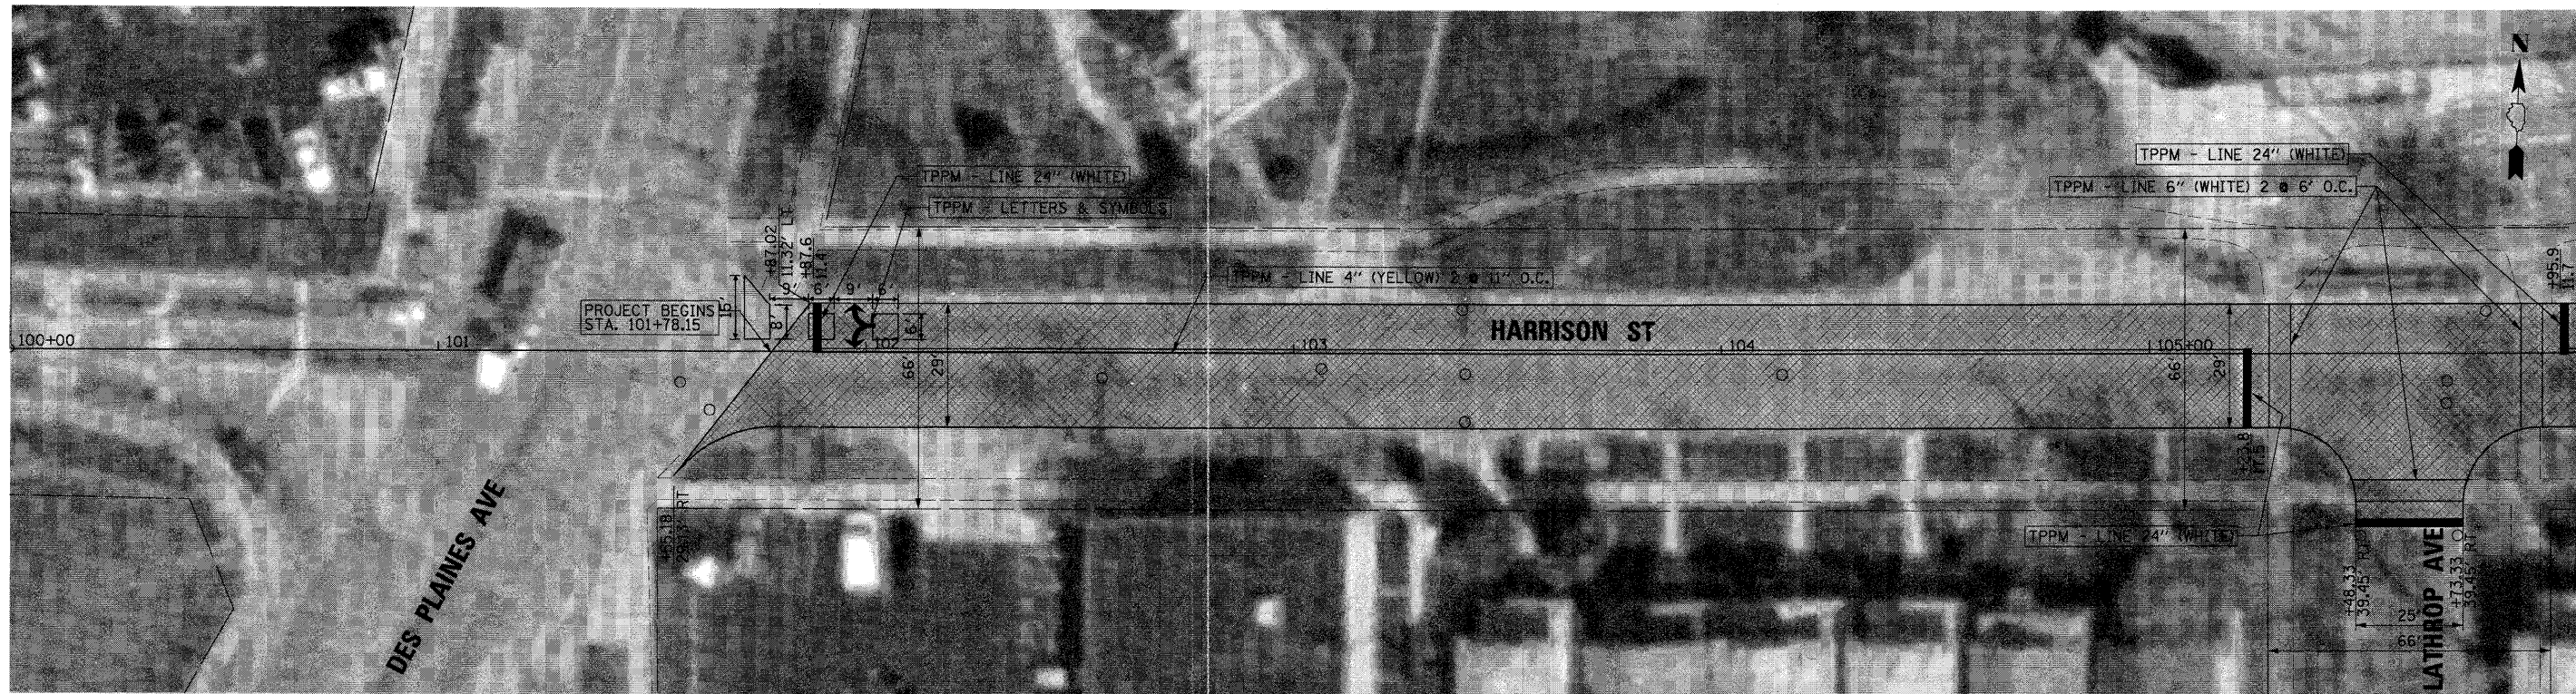 N
TPPM - LINE 24" (WHITE)
TPPM - LINE 6" (WHITE) 2 @ 6' O.C.
TPPM - LINE 24" (WHITE)
TPPM - LETTERS & SYMBOLS
+87.02
11.32' LT
+87.6
11.4'
TPPM - LINE 4" (YELLOW) 2 @ 11" O.C.
+95.9
11.7
9'
6'
9'
6'
15'
8'
6'
PROJECT BEGINS
STA. 101+78.15
HARRISON ST
100+00
101
102
103
104
105+00
66'
29'
66'
29'
29.3' RT
DES PLAINES AVE
TPPM - LINE 24" (WHITE)
+48.33
39.45' RT
+73.33
39.45' RT
25'
66'
LATHROP AVE